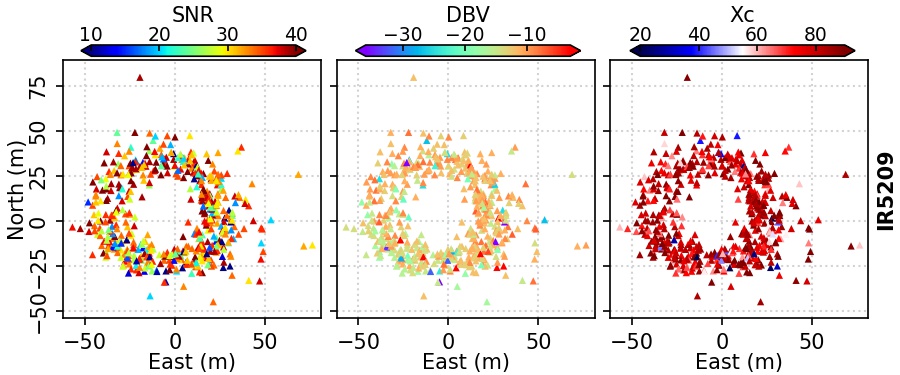 SNR DBV Xc
10 20 30 40 −30 −20 −10 20 40 60 80
75
50
25
0
−25
−50
North (m)
−50 0 50 −50 0 50 −50 0 50
East (m) East (m) East (m)
IR5209